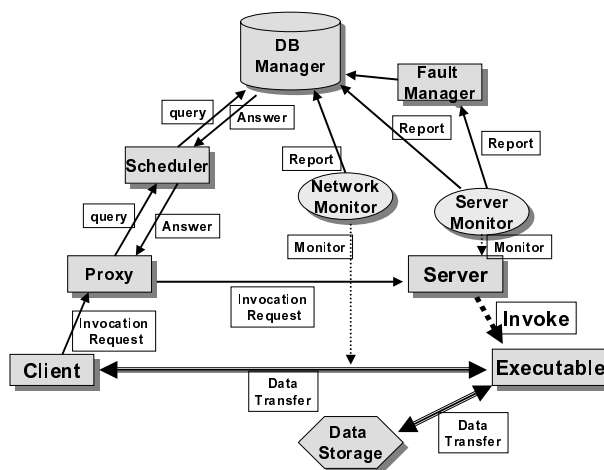 DB
Manager
Fault
Manager
query
Answer
Report
Report
Scheduler
Report
Network
Monitor
Server
Monitor
query
Answer
Monitor
Monitor
Proxy
Server
Invocation
Request
Invocation
Request
Invoke
Client
Executable
Data
Transfer
Data
Storage
Data
Transfer